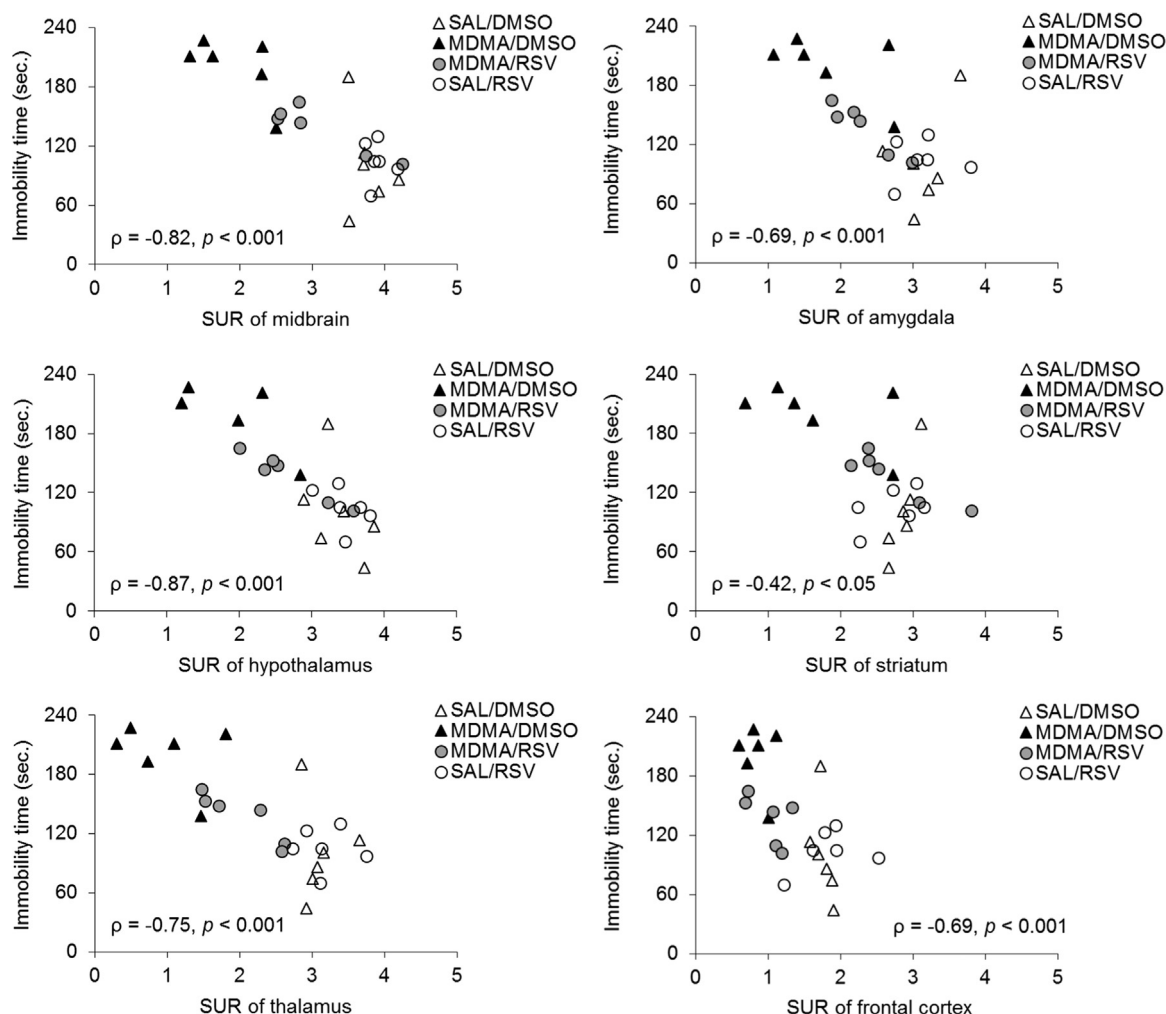 240
180
120
60
0
Immobility time (sec.)
△ SAL/DMSO
▲ MDMA/DMSO
● MDMA/RSV
○ SAL/RSV
ρ = -0.82, p < 0.001
0 1 2 3 4 5
SUR of midbrain
240
180
120
60
0
Immobility time (sec.)
△ SAL/DMSO
▲ MDMA/DMSO
● MDMA/RSV
○ SAL/RSV
ρ = -0.69, p < 0.001
0 1 2 3 4 5
SUR of amygdala
240
180
120
60
0
Immobility time (sec.)
△ SAL/DMSO
▲ MDMA/DMSO
● MDMA/RSV
○ SAL/RSV
ρ = -0.87, p < 0.001
0 1 2 3 4 5
SUR of hypothalamus
240
180
120
60
0
Immobility time (sec.)
△ SAL/DMSO
▲ MDMA/DMSO
● MDMA/RSV
○ SAL/RSV
ρ = -0.42, p < 0.05
0 1 2 3 4 5
SUR of striatum
240
180
120
60
0
Immobility time (sec.)
△ SAL/DMSO
▲ MDMA/DMSO
● MDMA/RSV
○ SAL/RSV
ρ = -0.75, p < 0.001
0 1 2 3 4 5
SUR of thalamus
240
180
120
60
0
Immobility time (sec.)
△ SAL/DMSO
▲ MDMA/DMSO
● MDMA/RSV
○ SAL/RSV
ρ = -0.69, p < 0.001
0 1 2 3 4 5
SUR of frontal cortex